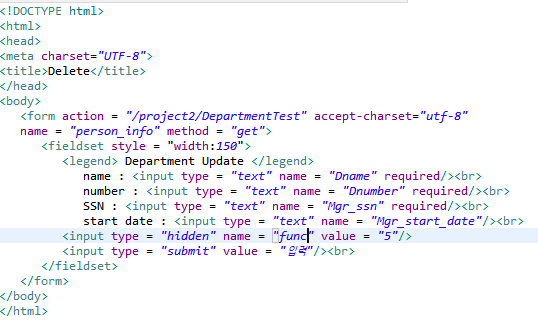 <!DOCTYPE html>
<html>
<head>
<meta charset="UTF-8">
<title>Delete</title>
</head>
<body>
<form action = "/project2/DepartmentTest" accept-charset="utf-8"
name = "person_info" method = "get">
<fieldset style = "width:150">
<legend> Department Update </legend>
name : <input type = "text" name = "Dname" required/><br>
number : <input type = "text" name = "Dnumber" required/><br>
SSN : <input type = "text" name = "Mgr_ssn" required/><br>
start date : <input type = "text" name = "Mgr_start_date"/><br>
<input type = "hidden" name = "func" value = "5"/>
<input type = "submit" value = "입력"/><br>
</fieldset>
</form>
</body>
</html>